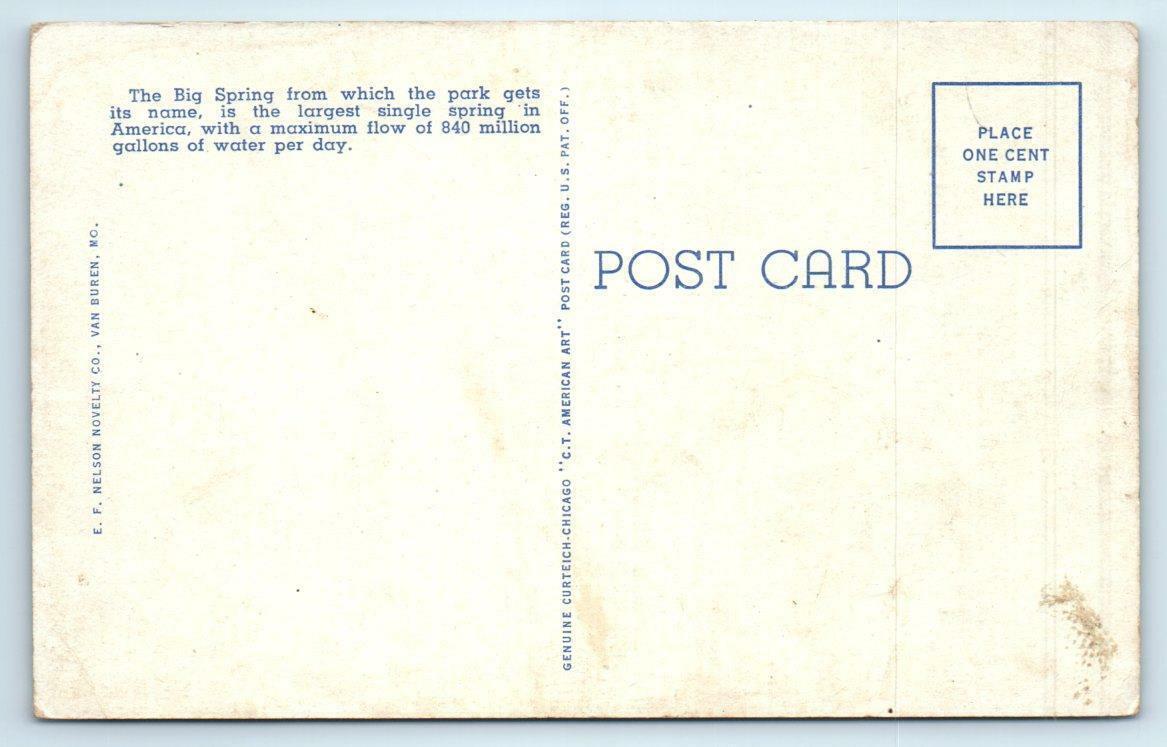 The Big Spring from which the park gets
its name, is the largest single spring in
America, with a maximum flow of 840 million
gallons of water per day.
E. F. NELSON NOVELTY CO., VAN BUREN, MO.
GENUINE CURTEICH-CHICAGO "C.T. AMERICAN ART" POST CARD (REG. U.S. PAT. OFF.)
POST CARD
PLACE
ONE CENT
STAMP
HERE